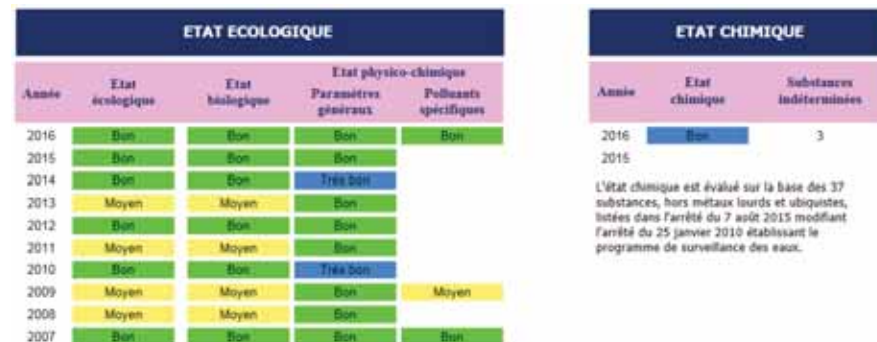 ETAT ECOLOGIQUE
Année Etat écologique Etat biologique Etat physico-chimique
Paramètres généraux Polluants spécifiques
2016 Bon Bon Bon Bon
2015 Bon Bon Bon
2014 Bon Bon Très bon
2013 Moyen Moyen Bon
2012 Bon Bon Bon
2011 Moyen Moyen Bon
2010 Bon Bon Très bon
2009 Moyen Moyen Bon Moyen
2008 Moyen Moyen Bon
2007 Bon Bon Bon Bon
ETAT CHIMIQUE
Année Etat chimique Substances indéterminées
2016 Bon 3
2015
L'état chimique est évalué sur la base des 37
substances, hors métaux lourds et ubiquistes,
listées dans l'arrêté du 7 août 2015 modifiant
l'arrêté du 25 janvier 2010 établissant le
programme de surveillance des eaux.